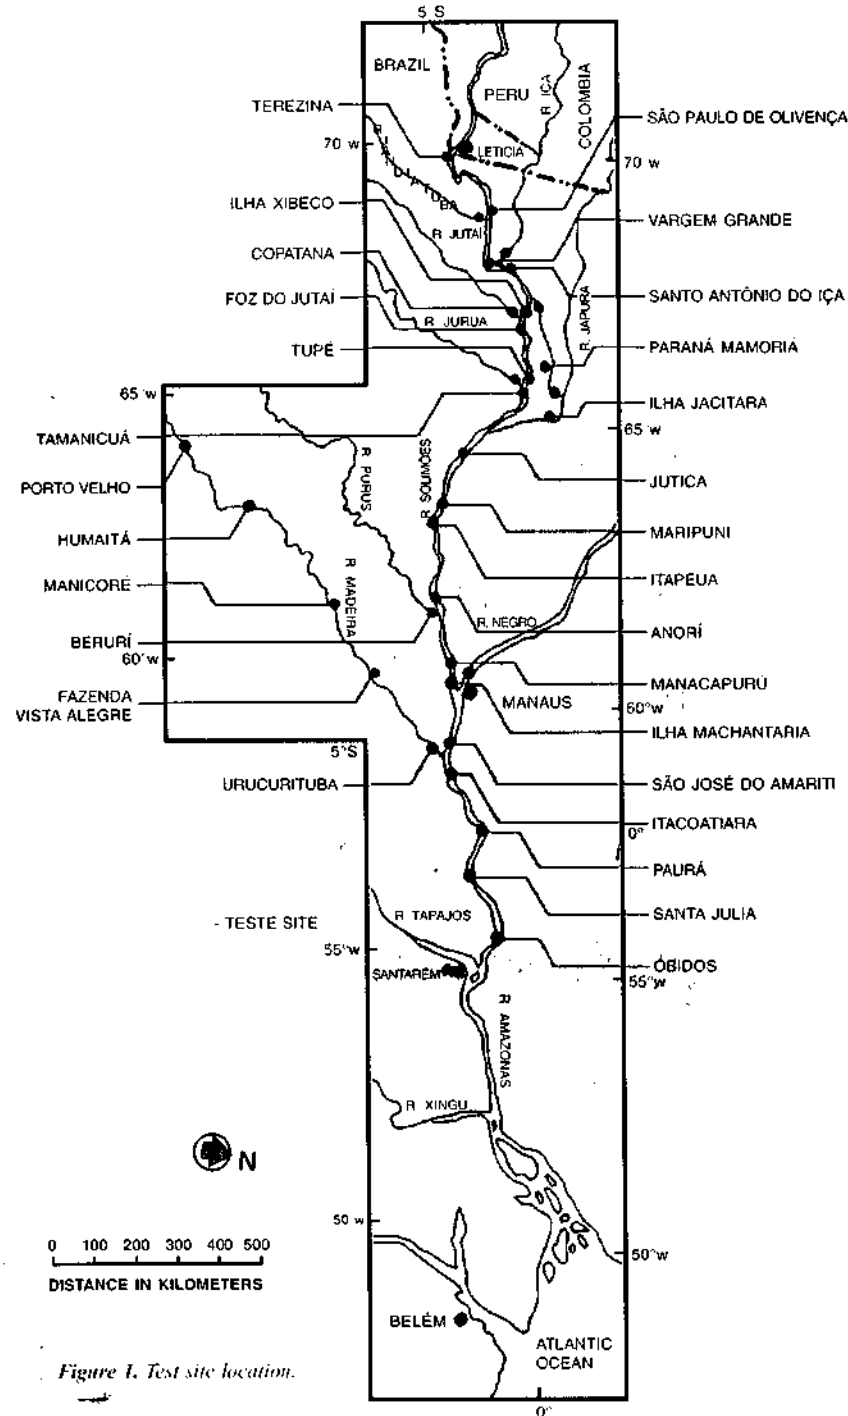 5 S
BRAZIL
PERU
R. IÇA
COLOMBIA
TEREZINA
SÃO PAULO DE OLIVENÇA
70 w
LETICIA
70 w
R. JANDIATUBA
ILHA XIBECO
VARGEM GRANDE
R. JUTAÍ
COPATANA
FOZ DO JUTAÍ
SANTO ANTÔNIO DO IÇA
R. JAPURA
R. JURUA
TUPÉ
PARANÁ MAMORIÁ
65 w
ILHA JACITARA
65 w
TAMANICUÁ
R. PURUS
R SOLIMÕES
JUTICA
PORTO VELHO
MARIPUNI
HUMAITÁ
ITAPÉUA
MANICORÉ
R MADEIRA
R. NEGRO
ANORÍ
BERURÍ
60°w
MANACAPURÚ
FAZENDA
VISTA ALEGRE
MANAUS
60°w
ILHA MACHANTARIA
5°S
URUCURITUBA
SÃO JOSÉ DO AMARITI
ITACOATIARA
0°
PAURÁ
R TAPAJOS
- TESTE SITE
SANTA JULIA
55°w
SANTARÉM
ÓBIDOS
55°w
R AMAZONAS
R XINGU
N
50 w
0 100 200 300 400 500
DISTANCE IN KILOMETERS
50°w
BELÉM
ATLANTIC
OCEAN
Figure 1. Test site location.
0°